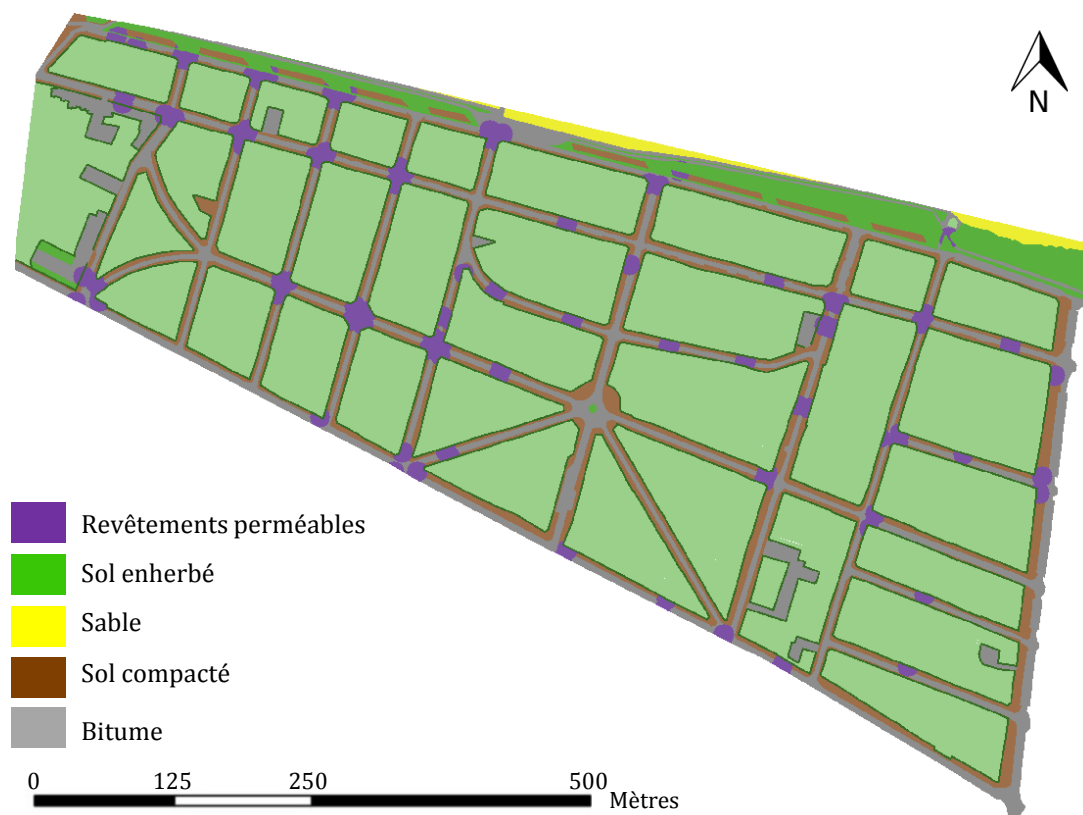 N
Revêtements perméables
Sol enherbé
Sable
Sol compacté
Bitume
0 125 250 500
Mètres